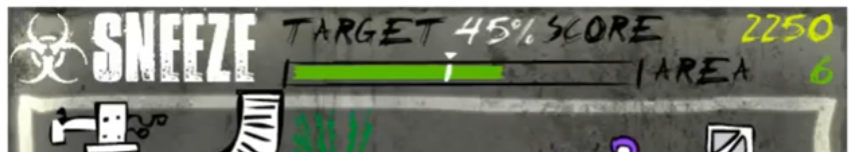 SNEEZE TARGET 45% SCORE 2250
AREA 6